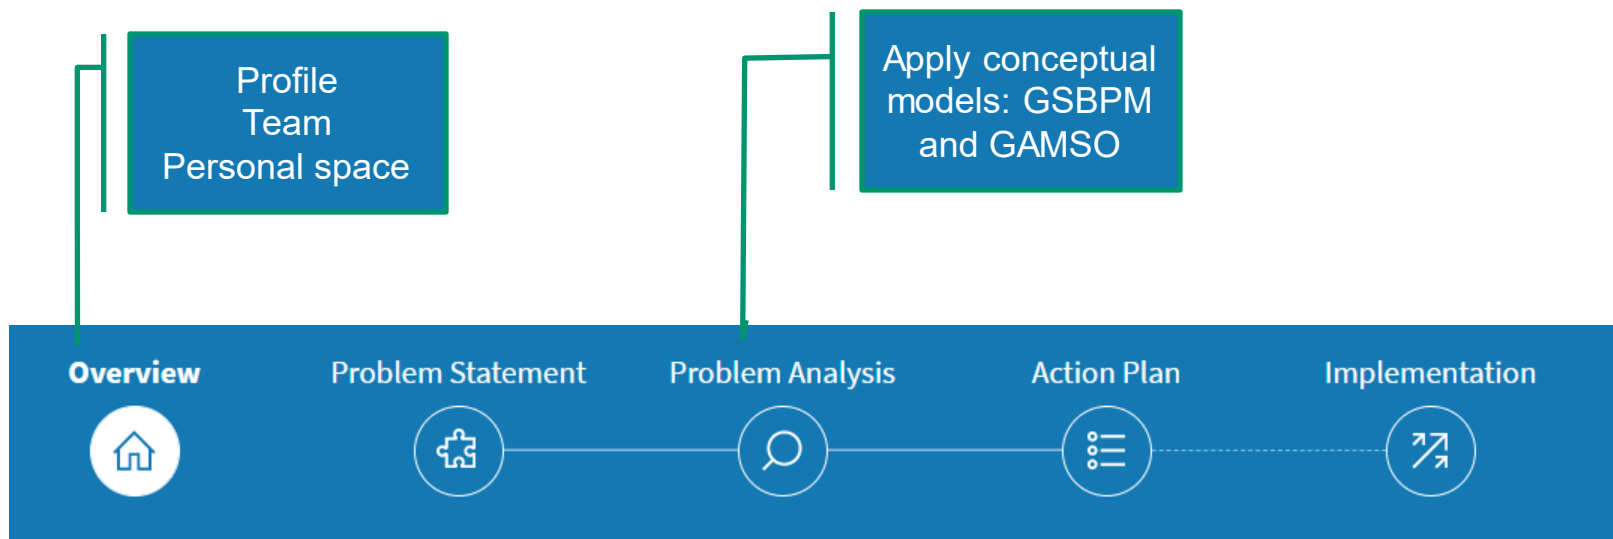 Profile
Team
Personal space
Apply conceptual
models: GSBPM
and GAMSO
Overview
Problem Statement
Problem Analysis
Action Plan
Implementation